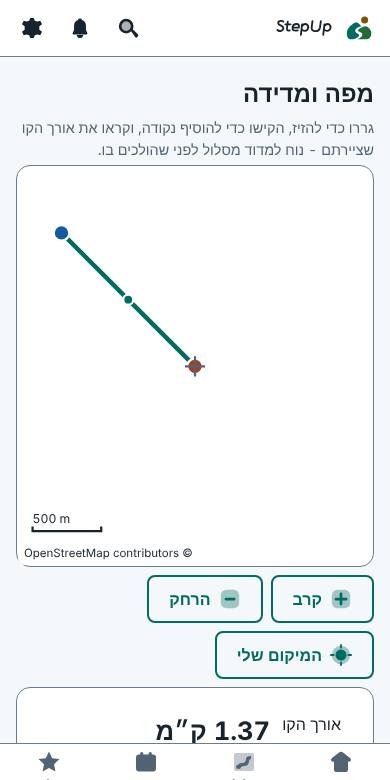 StepUp
מפה ומדידה
גררו כדי להזיז, הקישו כדי להוסיף נקודה, וקראו את אורך הקו
שציירתם - נוח למדוד מסלול לפני שהולכים בו.
500 m
OpenStreetMap contributors ©
קרב
הרחק
המיקום שלי
אורך הקו
1.37 ק״מ